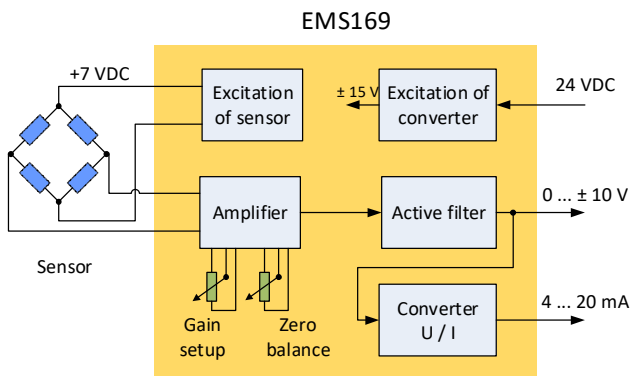 EMS169
+7 VDC
Excitation
of sensor
± 15 V
Excitation of
converter
24 VDC
Amplifier
Active filter
0 ... ± 10 V
Sensor
Gain
setup
Zero
balance
Converter
U / I
4 ... 20 mA